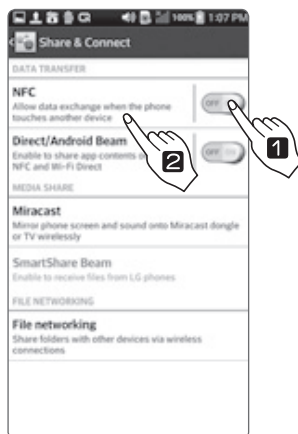 100% 1:07 PM
Share & Connect
DATA TRANSFER
NFC
Allow data exchange when the phone
touches another device
OFF
1
Direct/Android Beam
Enable to share app contents
NFC and Wi-Fi Direct
OFF
2
MEDIA SHARE
Miracast
Mirror phone screen and sound onto Miracast dongle
or TV wirelessly
SmartShare Beam
Enable to receive files from LG phones
FILE NETWORKING
File networking
Share folders with other devices via wireless
connections